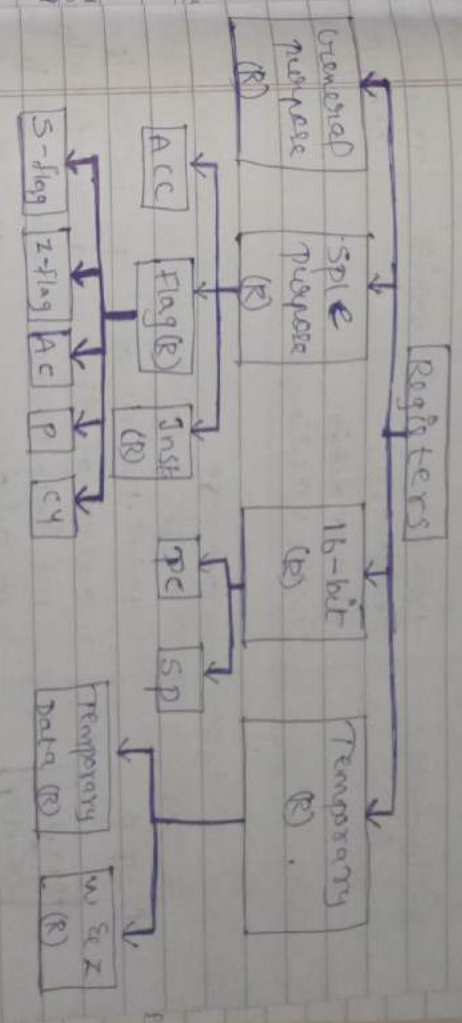 Registers
General
purpose
(R)
Sple
purpose
(R)
16-bit
(R)
Temporary
(R).
Acc
Flag(R)
Inst
(R)
PC
SP
Temporary
Data (R)
W & Z
(R)
S-flag
Z-flag
AC
P
CY